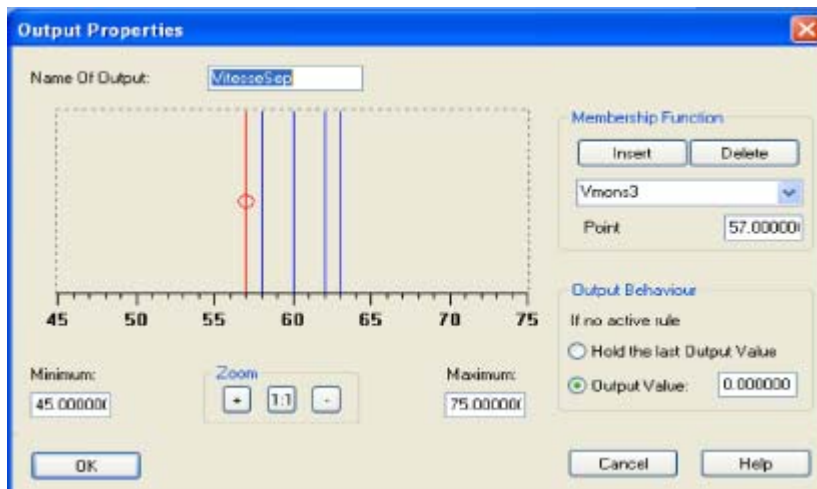 Output Properties
Name Of Output: VitesseSep
Membership Function
Insert Delete
Vmons3
Point 57.00000
45 50 55 60 65 70 75
Output Behaviour
If no active rule
Hold the last Output Value
Output Value: 0.000000
Minimum: Zoom Maximum:
45.000000 + 1:1 - 75.000000
OK Cancel Help